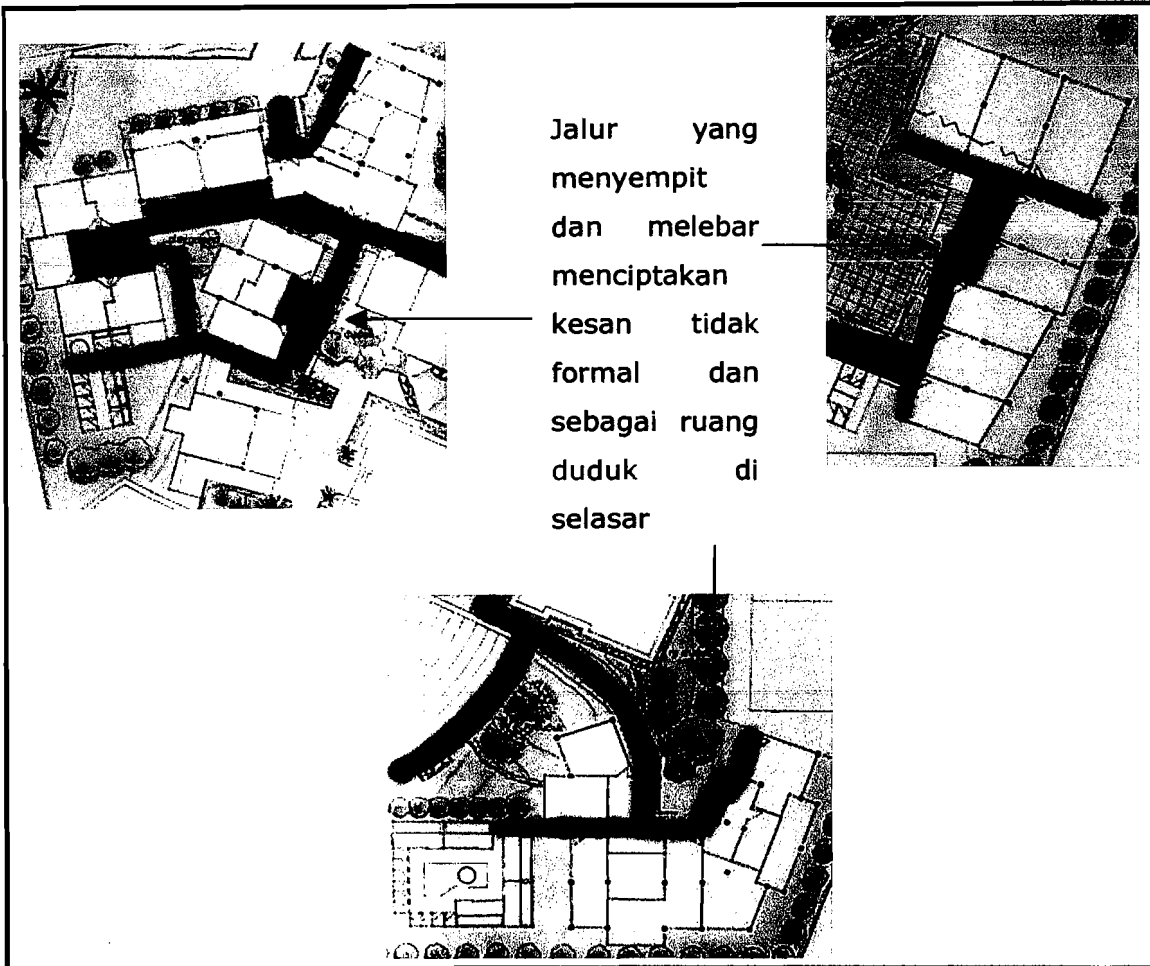 Jalur yang
menyempit
dan melebar
menciptakan
kesan tidak
formal dan
sebagai ruang
duduk di
selasar